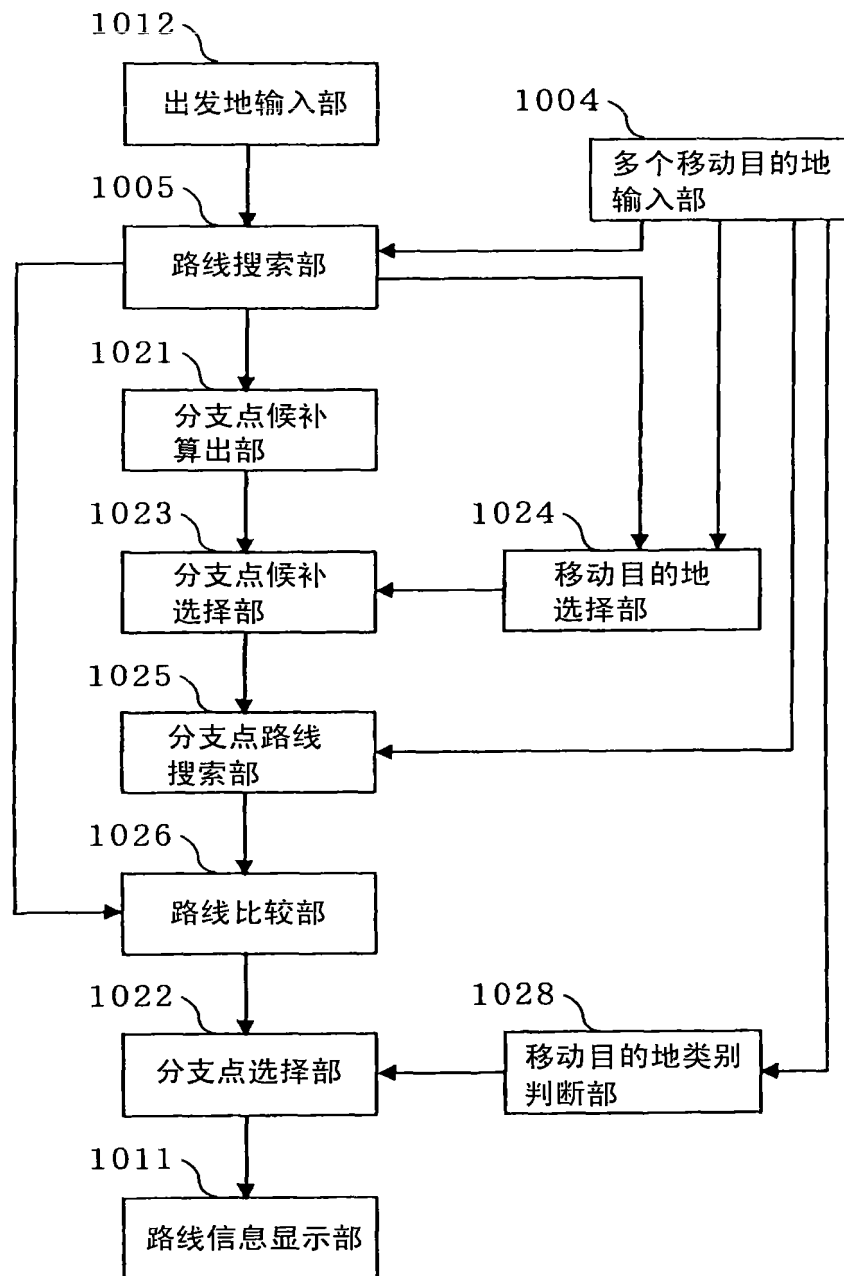 1012
出发地输入部
1004
多个移动目的地
输入部
1005
路线搜索部
1021
分支点候补
算出部
1023
分支点候补
选择部
1024
移动目的地
选择部
1025
分支点路线
搜索部
1026
路线比较部
1022
分支点选择部
1028
移动目的地类别
判断部
1011
路线信息显示部